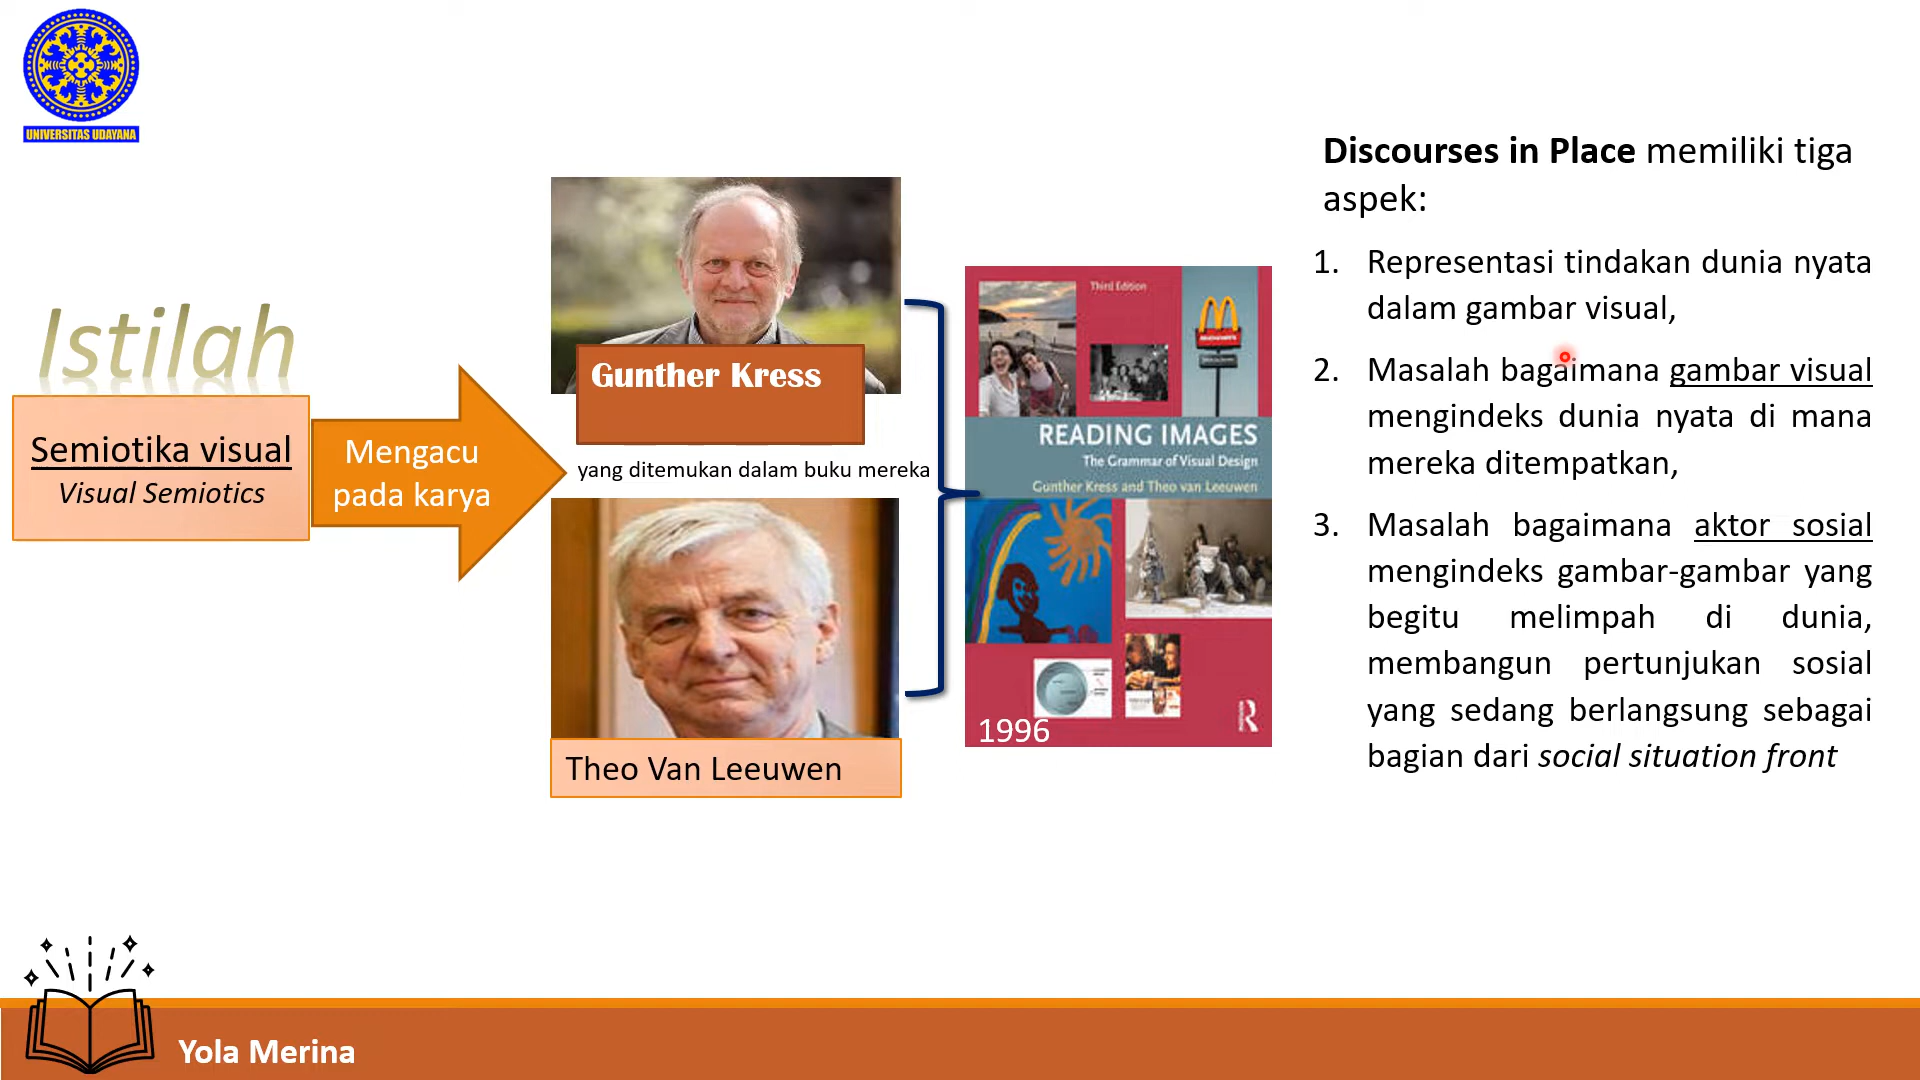 UNIVERSITAS UDAYANA
Istilah
Semiotika visual
Visual Semiotics
Mengacu
pada karya
Gunther Kress
yang ditemukan dalam buku mereka
Theo Van Leeuwen
Third Edition
McDonald's
READING IMAGES
The Grammar of Visual Design
Gunther Kress and Theo van Leeuwen
1996
Discourses in Place memiliki tiga
aspek:
1. Representasi tindakan dunia nyata
dalam gambar visual,
2. Masalah bagaimana gambar visual
mengindeks dunia nyata di mana
mereka ditempatkan,
3. Masalah bagaimana aktor sosial
mengindeks gambar-gambar yang
begitu melimpah di dunia,
membangun pertunjukan sosial
yang sedang berlangsung sebagai
bagian dari social situation front
Yola Merina